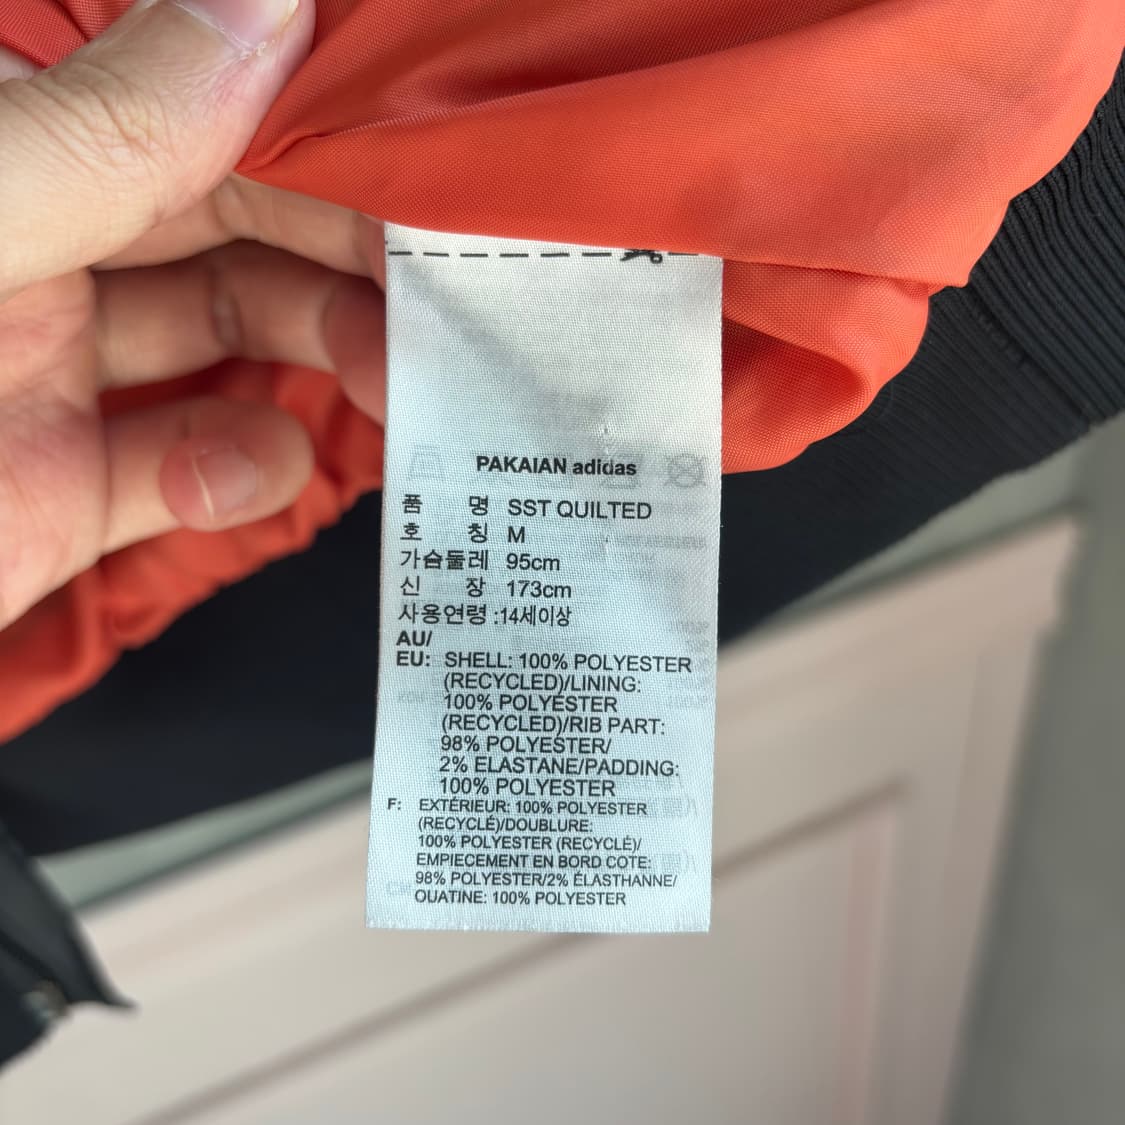 PAKAIAN adidas
품 명 SST QUILTED
호 칭 M
가슴둘레 95cm
신 장 173cm
사용연령 :14세이상
AU/
EU: SHELL: 100% POLYESTER
(RECYCLED)/LINING:
100% POLYESTER
(RECYCLED)/RIB PART:
98% POLYESTER/
2% ELASTANE/PADDING:
100% POLYESTER
F: EXTÉRIEUR: 100% POLYESTER
(RECYCLÉ)/DOUBLURE:
100% POLYESTER (RECYCLÉ)/
EMPIECEMENT EN BORD COTE:
98% POLYESTER/2% ÉLASTHANNE/
OUATINE: 100% POLYESTER